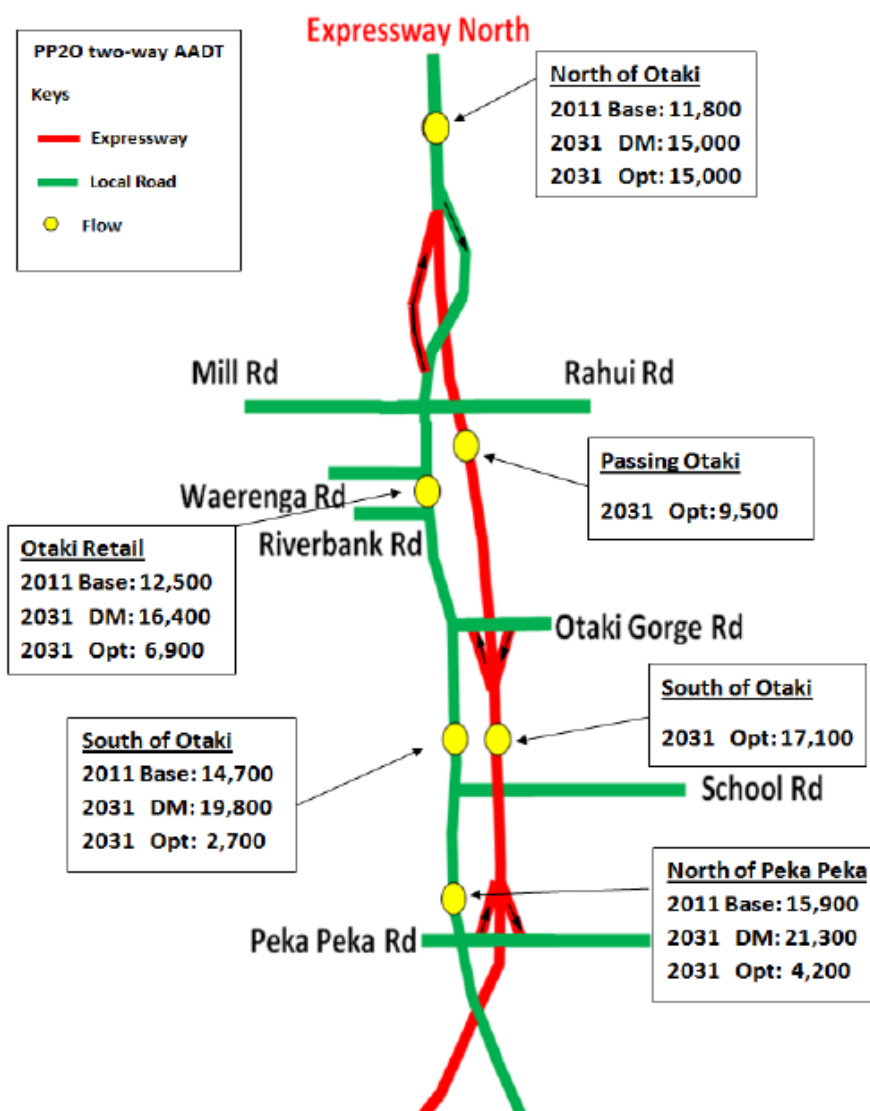 Expressway North
PP2O two-way AADT
Keys
Expressway
Local Road
Flow
North of Otaki
2011 Base: 11,800
2031 DM: 15,000
2031 Opt: 15,000
Mill Rd
Rahui Rd
Passing Otaki
2031 Opt: 9,500
Waerenga Rd
Riverbank Rd
Otaki Retail
2011 Base: 12,500
2031 DM: 16,400
2031 Opt: 6,900
Otaki Gorge Rd
South of Otaki
2031 Opt: 17,100
South of Otaki
2011 Base: 14,700
2031 DM: 19,800
2031 Opt: 2,700
School Rd
North of Peka Peka
2011 Base: 15,900
2031 DM: 21,300
2031 Opt: 4,200
Peka Peka Rd